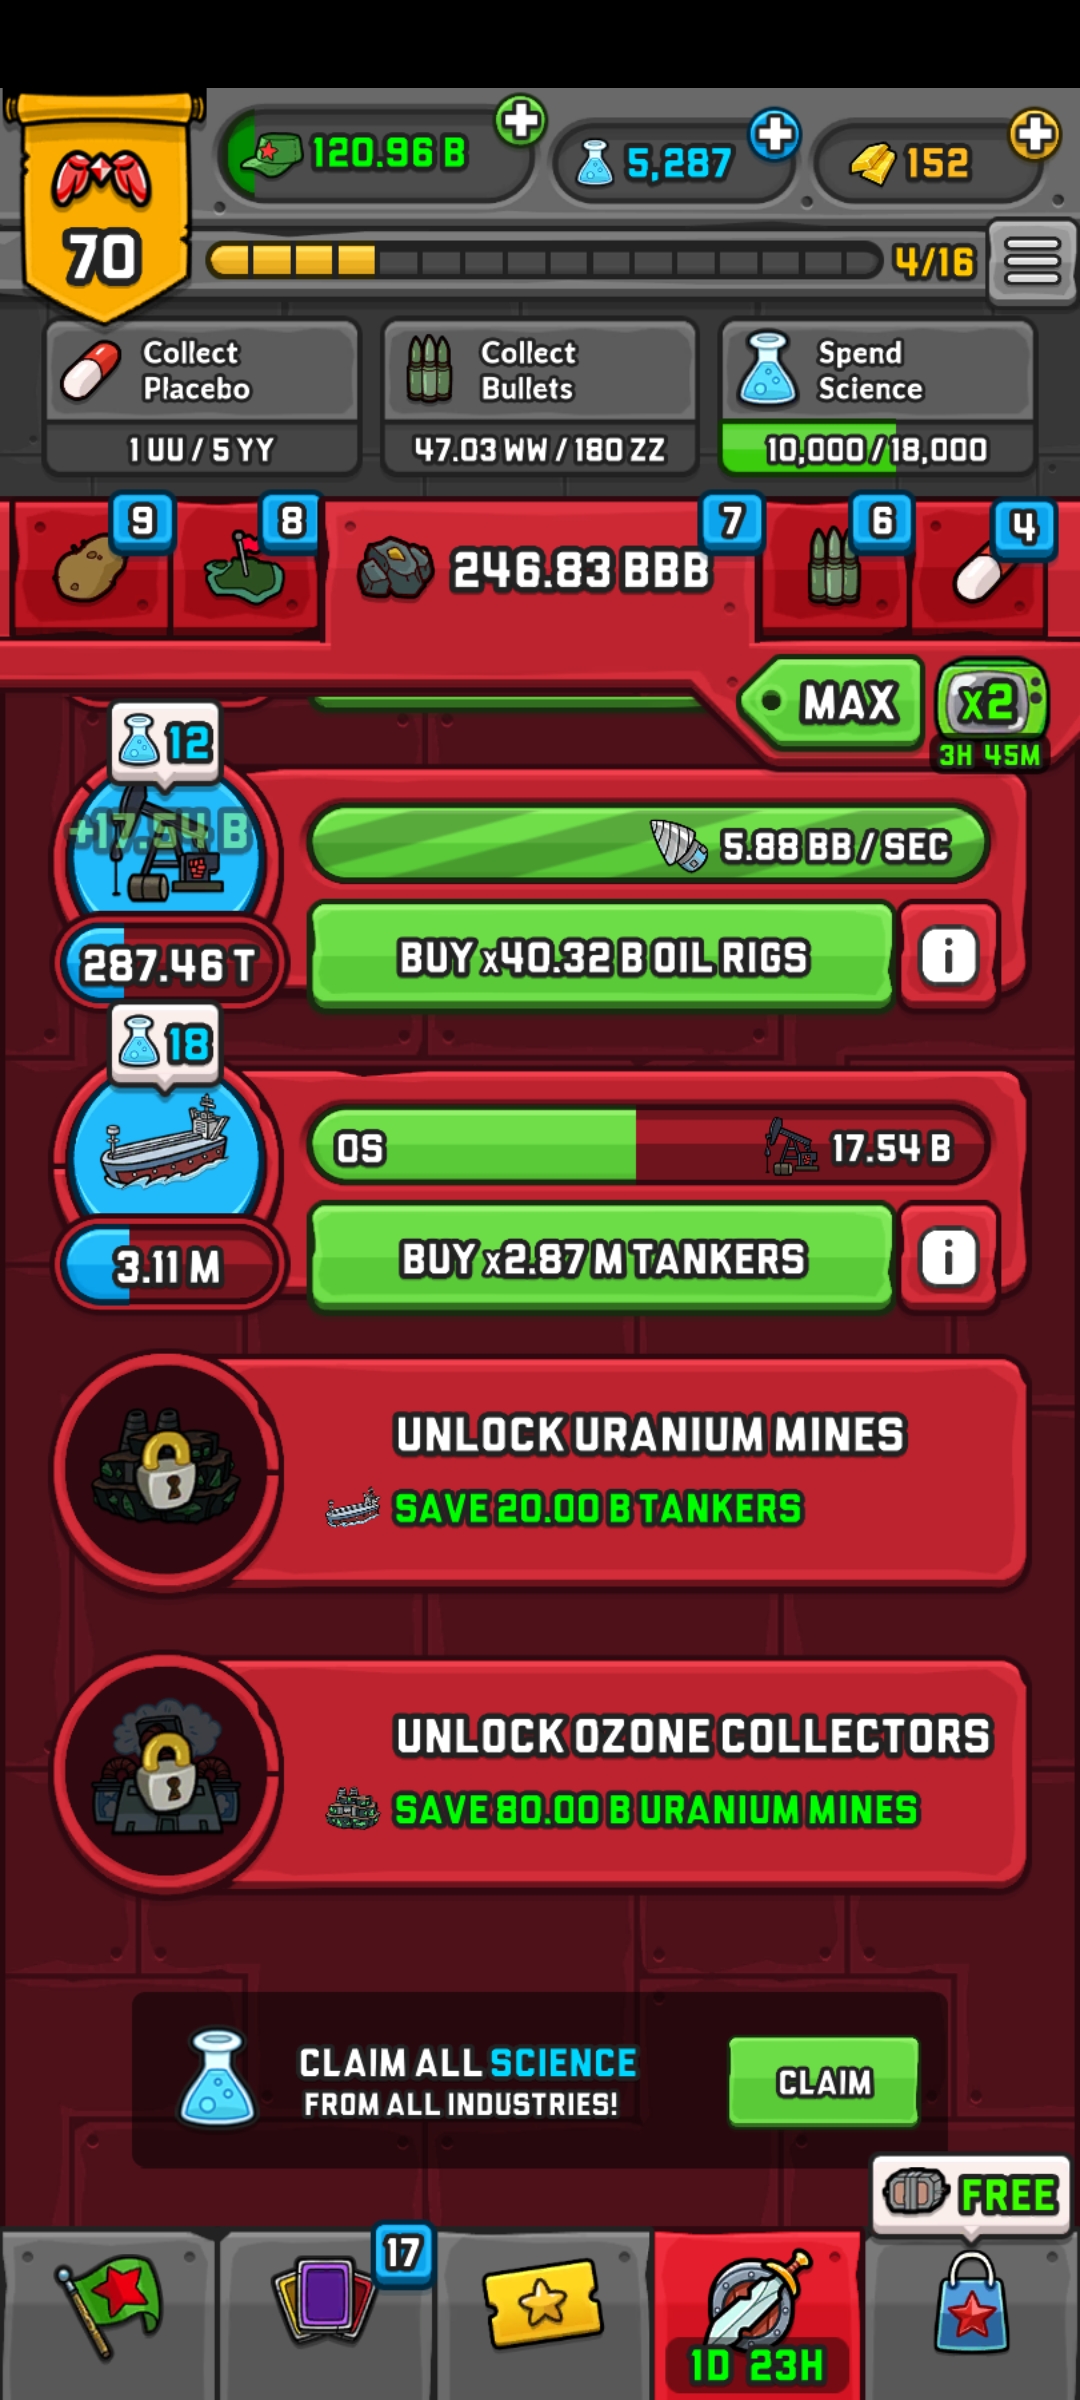 120.96 B
5,287
152
70
4/16
Collect
Placebo
1 UU / 5 YY
Collect
Bullets
47.03 WW / 180 ZZ
Spend
Science
10,000 / 18,000
9
8
246.83 BBB
7
6
4
MAX
x2
3H 45M
12
+17.54 B
5.88 BB / SEC
287.46 T
BUY x40.32 B OIL RIGS
i
18
0S
17.54 B
3.11 M
BUY x2.87 M TANKERS
i
UNLOCK URANIUM MINES
SAVE 20.00 B TANKERS
UNLOCK OZONE COLLECTORS
SAVE 80.00 B URANIUM MINES
CLAIM ALL SCIENCE
FROM ALL INDUSTRIES!
CLAIM
FREE
17
1D 23H